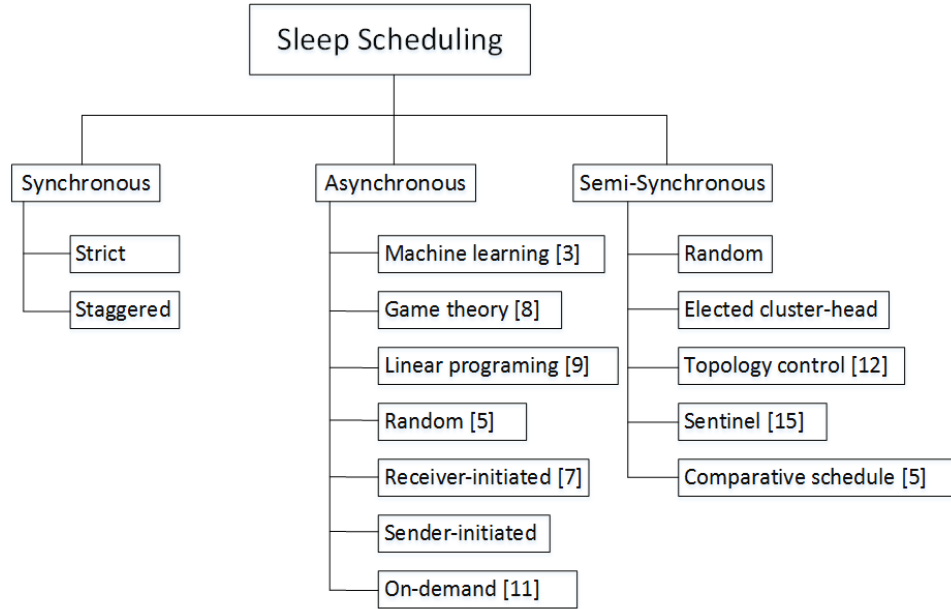 Sleep Scheduling
Synchronous
Strict
Staggered
Asynchronous
Machine learning [3]
Game theory [8]
Linear programing [9]
Random [5]
Receiver-initiated [7]
Sender-initiated
On-demand [11]
Semi-Synchronous
Random
Elected cluster-head
Topology control [12]
Sentinel [15]
Comparative schedule [5]